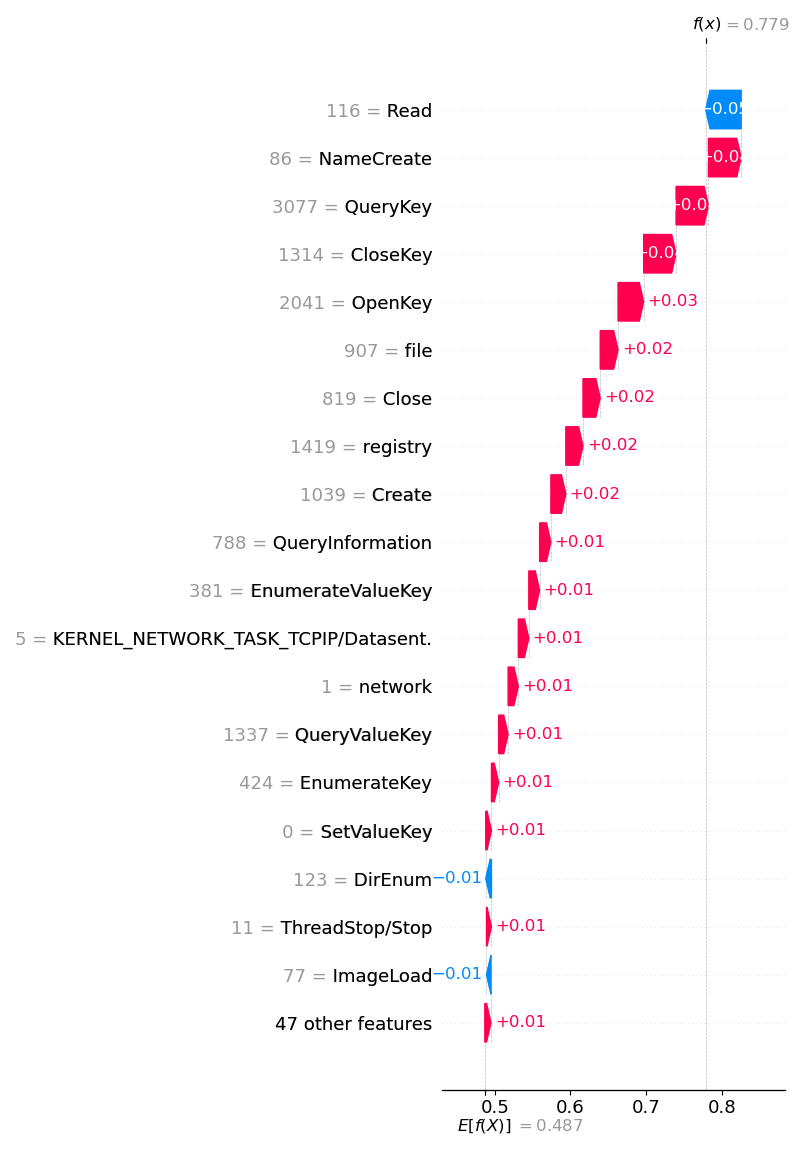 f(x) = 0.779
116 = Read
86 = NameCreate
3077 = QueryKey
1314 = CloseKey
2041 = OpenKey +0.03
907 = file +0.02
819 = Close +0.02
1419 = registry +0.02
1039 = Create +0.02
788 = QueryInformation +0.01
381 = EnumerateValueKey +0.01
5 = KERNEL_NETWORK_TASK_TCPIP/Datasent. +0.01
1 = network +0.01
1337 = QueryValueKey +0.01
424 = EnumerateKey +0.01
0 = SetValueKey +0.01
123 = DirEnum −0.01
11 = ThreadStop/Stop +0.01
77 = ImageLoad −0.01
47 other features +0.01
0.5 0.6 0.7 0.8
E[f(X)] = 0.487